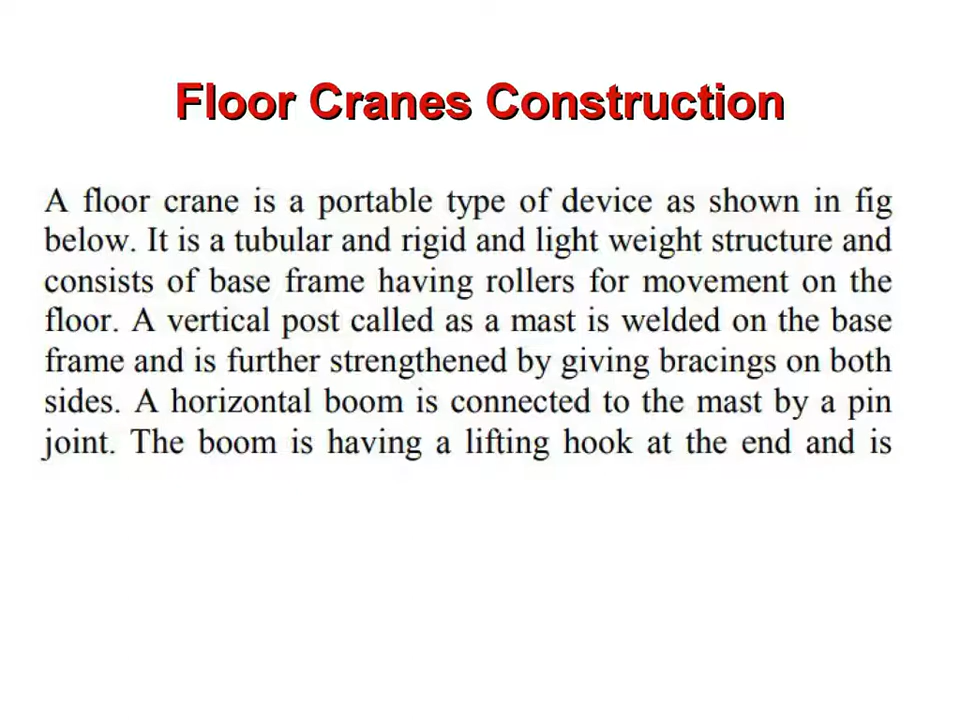 Floor Cranes Construction
A floor crane is a portable type of device as shown in fig
below. It is a tubular and rigid and light weight structure and
consists of base frame having rollers for movement on the
floor. A vertical post called as a mast is welded on the base
frame and is further strengthened by giving bracings on both
sides. A horizontal boom is connected to the mast by a pin
joint. The boom is having a lifting hook at the end and is